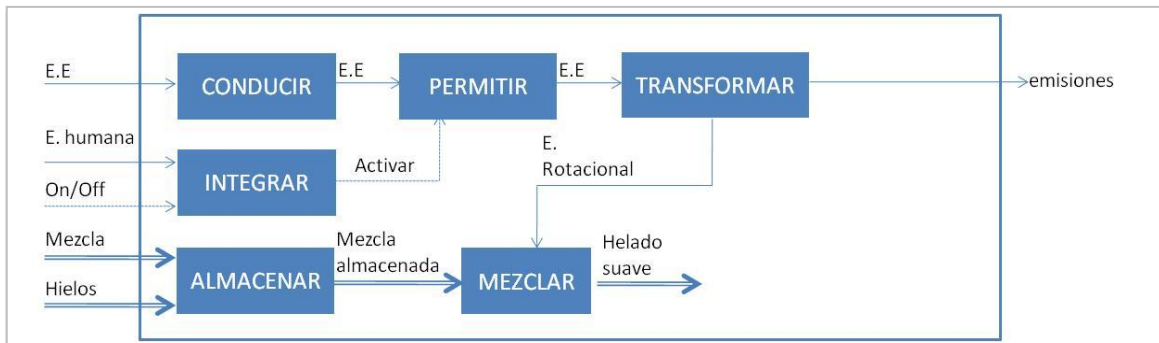 E.E
CONDUCIR
E.E
PERMITIR
E.E
TRANSFORMAR
emisiones
E. humana
On/Off
INTEGRAR
Activar
E.
Rotacional
Mezcla
Hielos
ALMACENAR
Mezcla
almacenada
MEZCLAR
Helado
suave